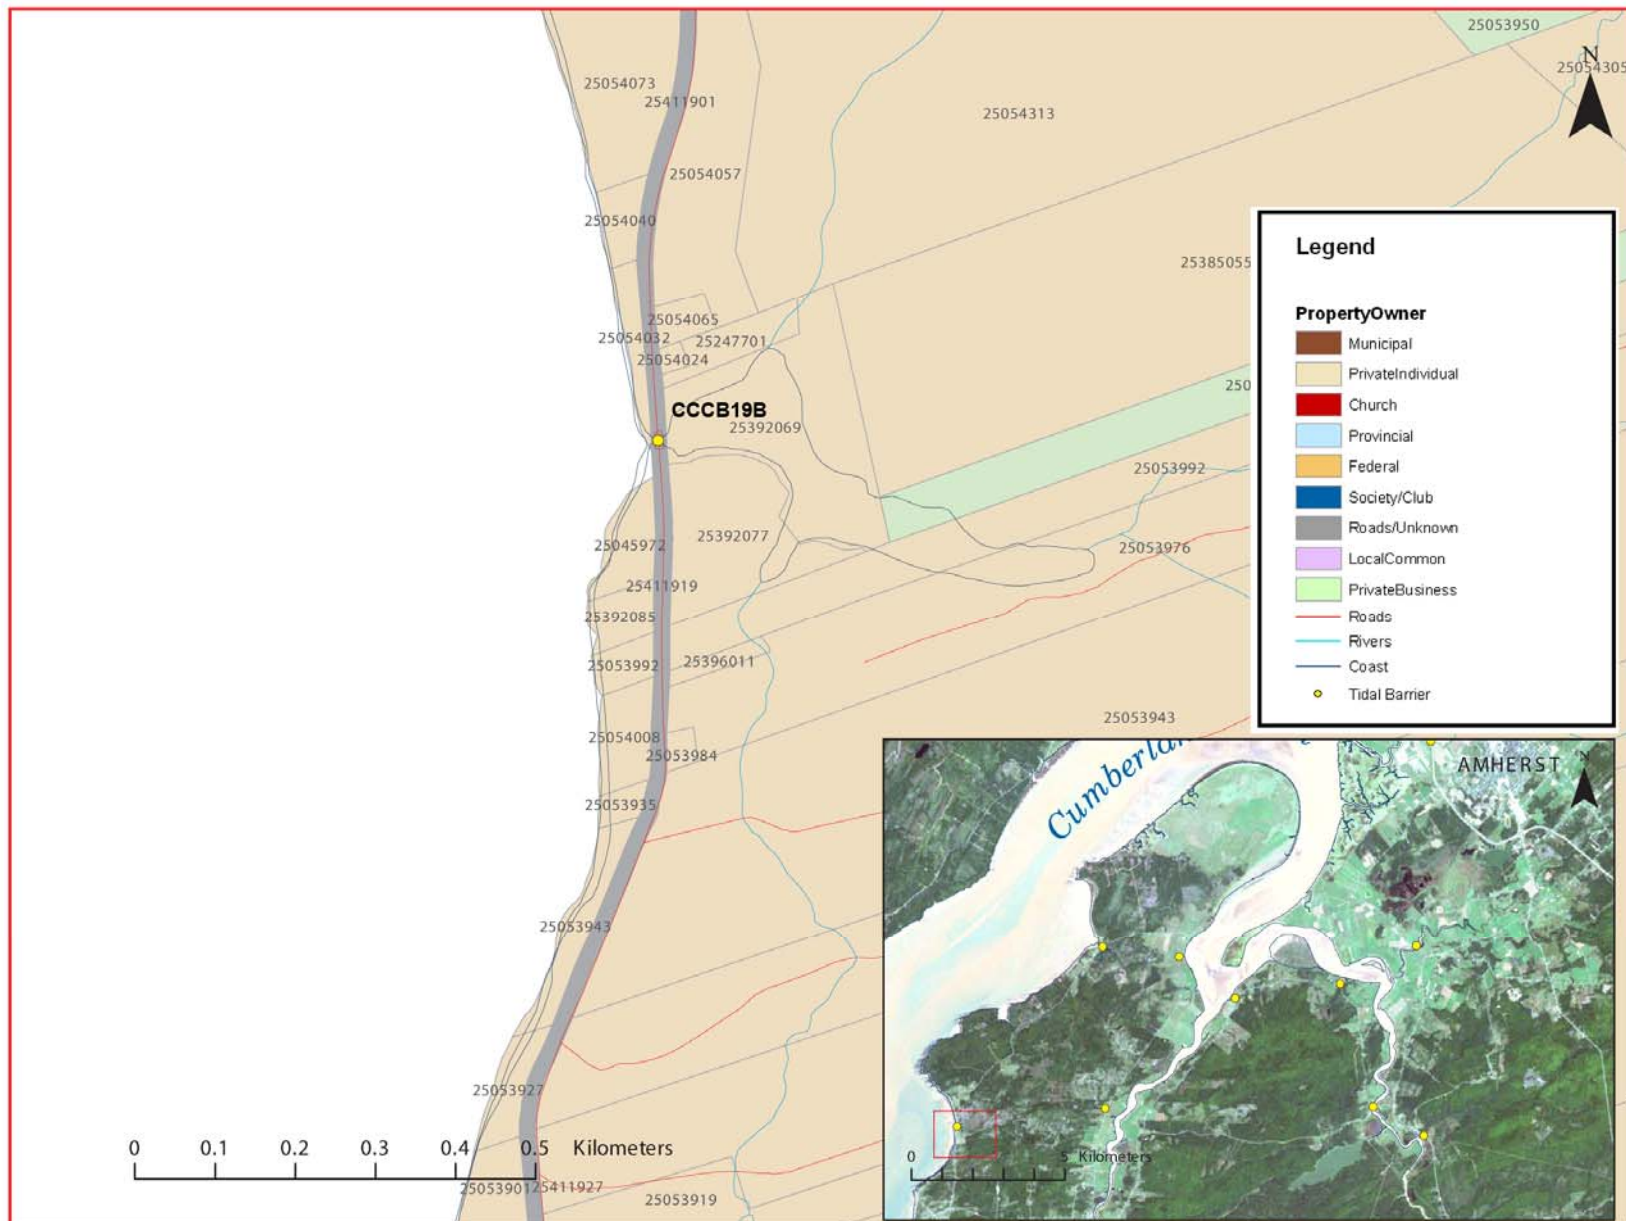 25053950
N
25054305
25054073
25411901
25054313
25054057
25054040
25385055
25054065
25054032
25247701
25054024
CCCB19B
25392069
25053992
25392077
25045972
25053976
25411919
25392085
25053992
25396011
25053943
25054008
25053984
25053935
25053943
25053927
0 0.1 0.2 0.3 0.4 0.5 Kilometers
25053901
25411927
25053919
Legend
PropertyOwner
Municipal
PrivateIndividual
Church
Provincial
Federal
Society/Club
Roads/Unknown
LocalCommon
PrivateBusiness
Roads
Rivers
Coast
Tidal Barrier
AMHERST
N
0 5 Kilometers